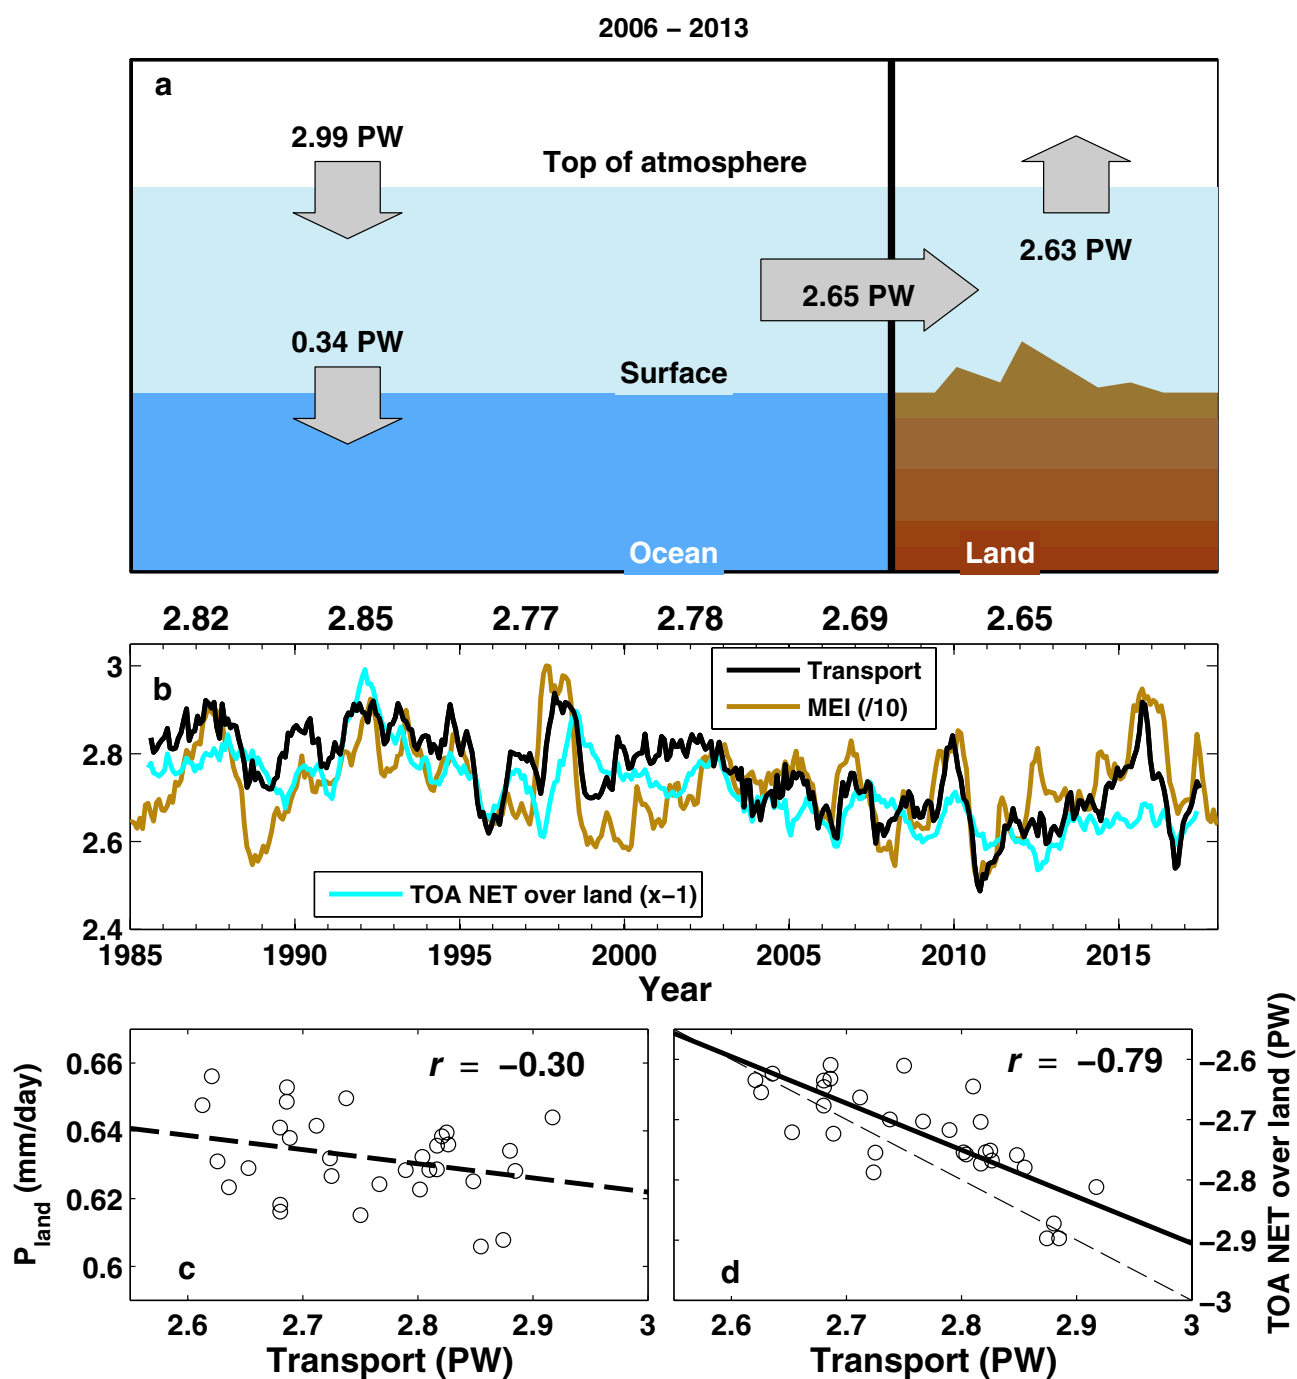 2006 − 2013
a
2.99 PW
Top of atmosphere
2.63 PW
2.65 PW
0.34 PW
Surface
Ocean
Land
2.82 2.85 2.77 2.78 2.69 2.65
3
2.8
2.6
2.4
b
Transport
MEI (/10)
TOA NET over land (x−1)
1985 1990 1995 2000 2005 2010 2015
Year
P_land (mm/day)
0.66
0.64
0.62
0.6
r = −0.30
c
2.6 2.7 2.8 2.9 3
Transport (PW)
r = −0.79
d
−2.6
−2.7
−2.8
−2.9
−3
TOA NET over land (PW)
2.6 2.7 2.8 2.9 3
Transport (PW)